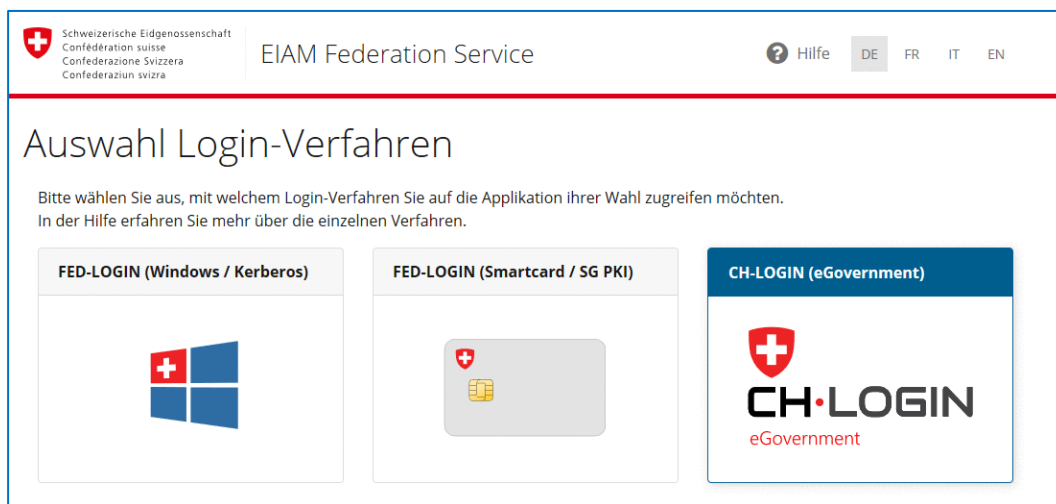 Schweizerische Eidgenossenschaft
Confédération suisse
Confederazione Svizzera
Confederaziun svizra
EIAM Federation Service
Hilfe DE FR IT EN
Auswahl Login-Verfahren
Bitte wählen Sie aus, mit welchem Login-Verfahren Sie auf die Applikation ihrer Wahl zugreifen möchten.
In der Hilfe erfahren Sie mehr über die einzelnen Verfahren.
FED-LOGIN (Windows / Kerberos)
FED-LOGIN (Smartcard / SG PKI)
CH-LOGIN (eGovernment)
CH·LOGIN
eGovernment